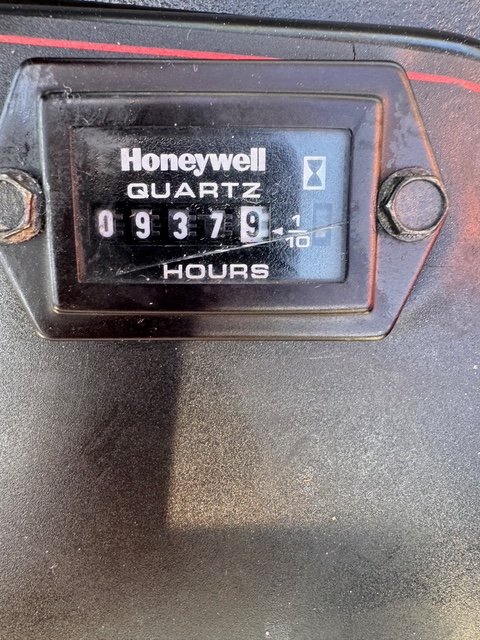 Honeywell
QUARTZ
09379 ◄ 1/10
HOURS